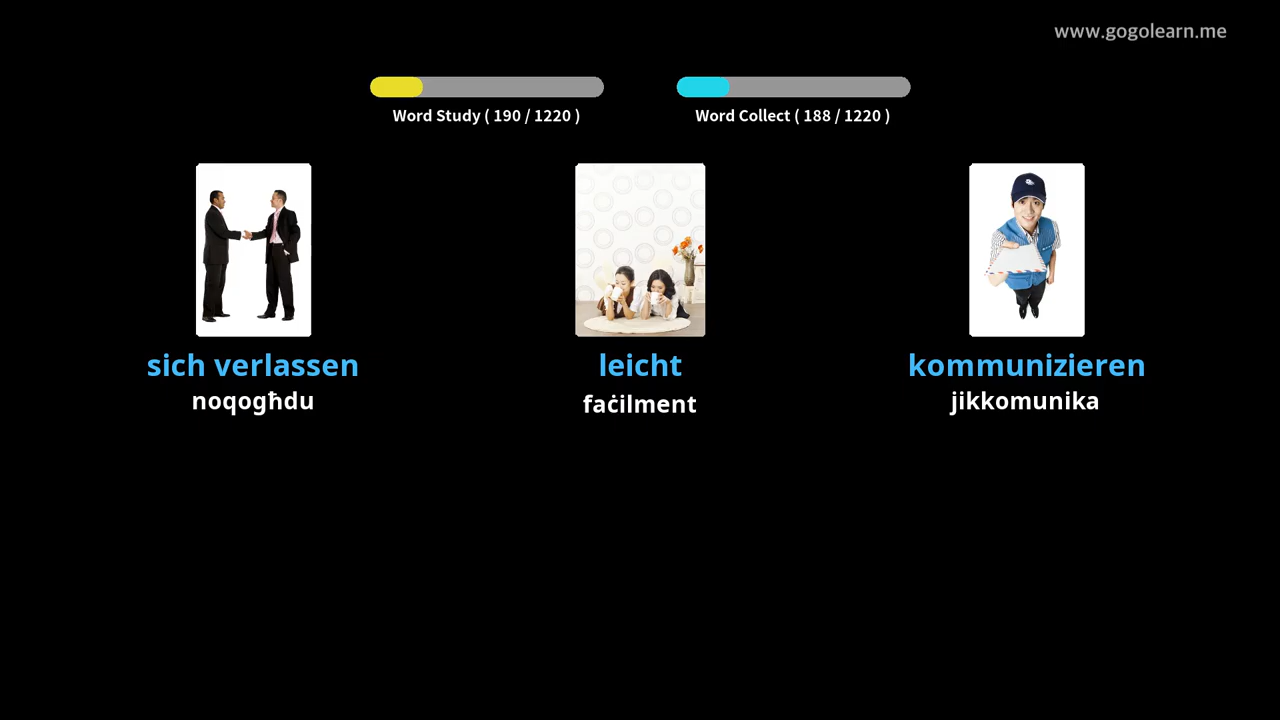 www.gogolearn.me
Word Study ( 190 / 1220 )
Word Collect ( 188 / 1220 )
sich verlassen
noqogħdu
leicht
faċilment
kommunizieren
jikkomunika